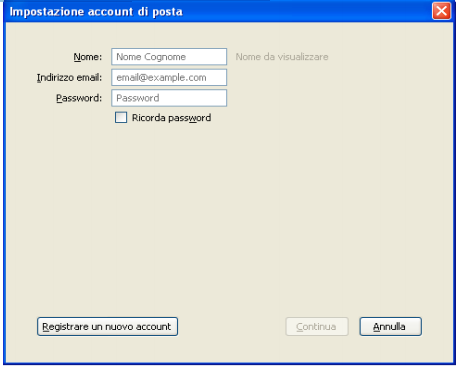 Impostazione account di posta
Nome: Nome Cognome Nome da visualizzare
Indirizzo email: email@example.com
Password: Password
Ricorda password
Registrare un nuovo account Continua Annulla